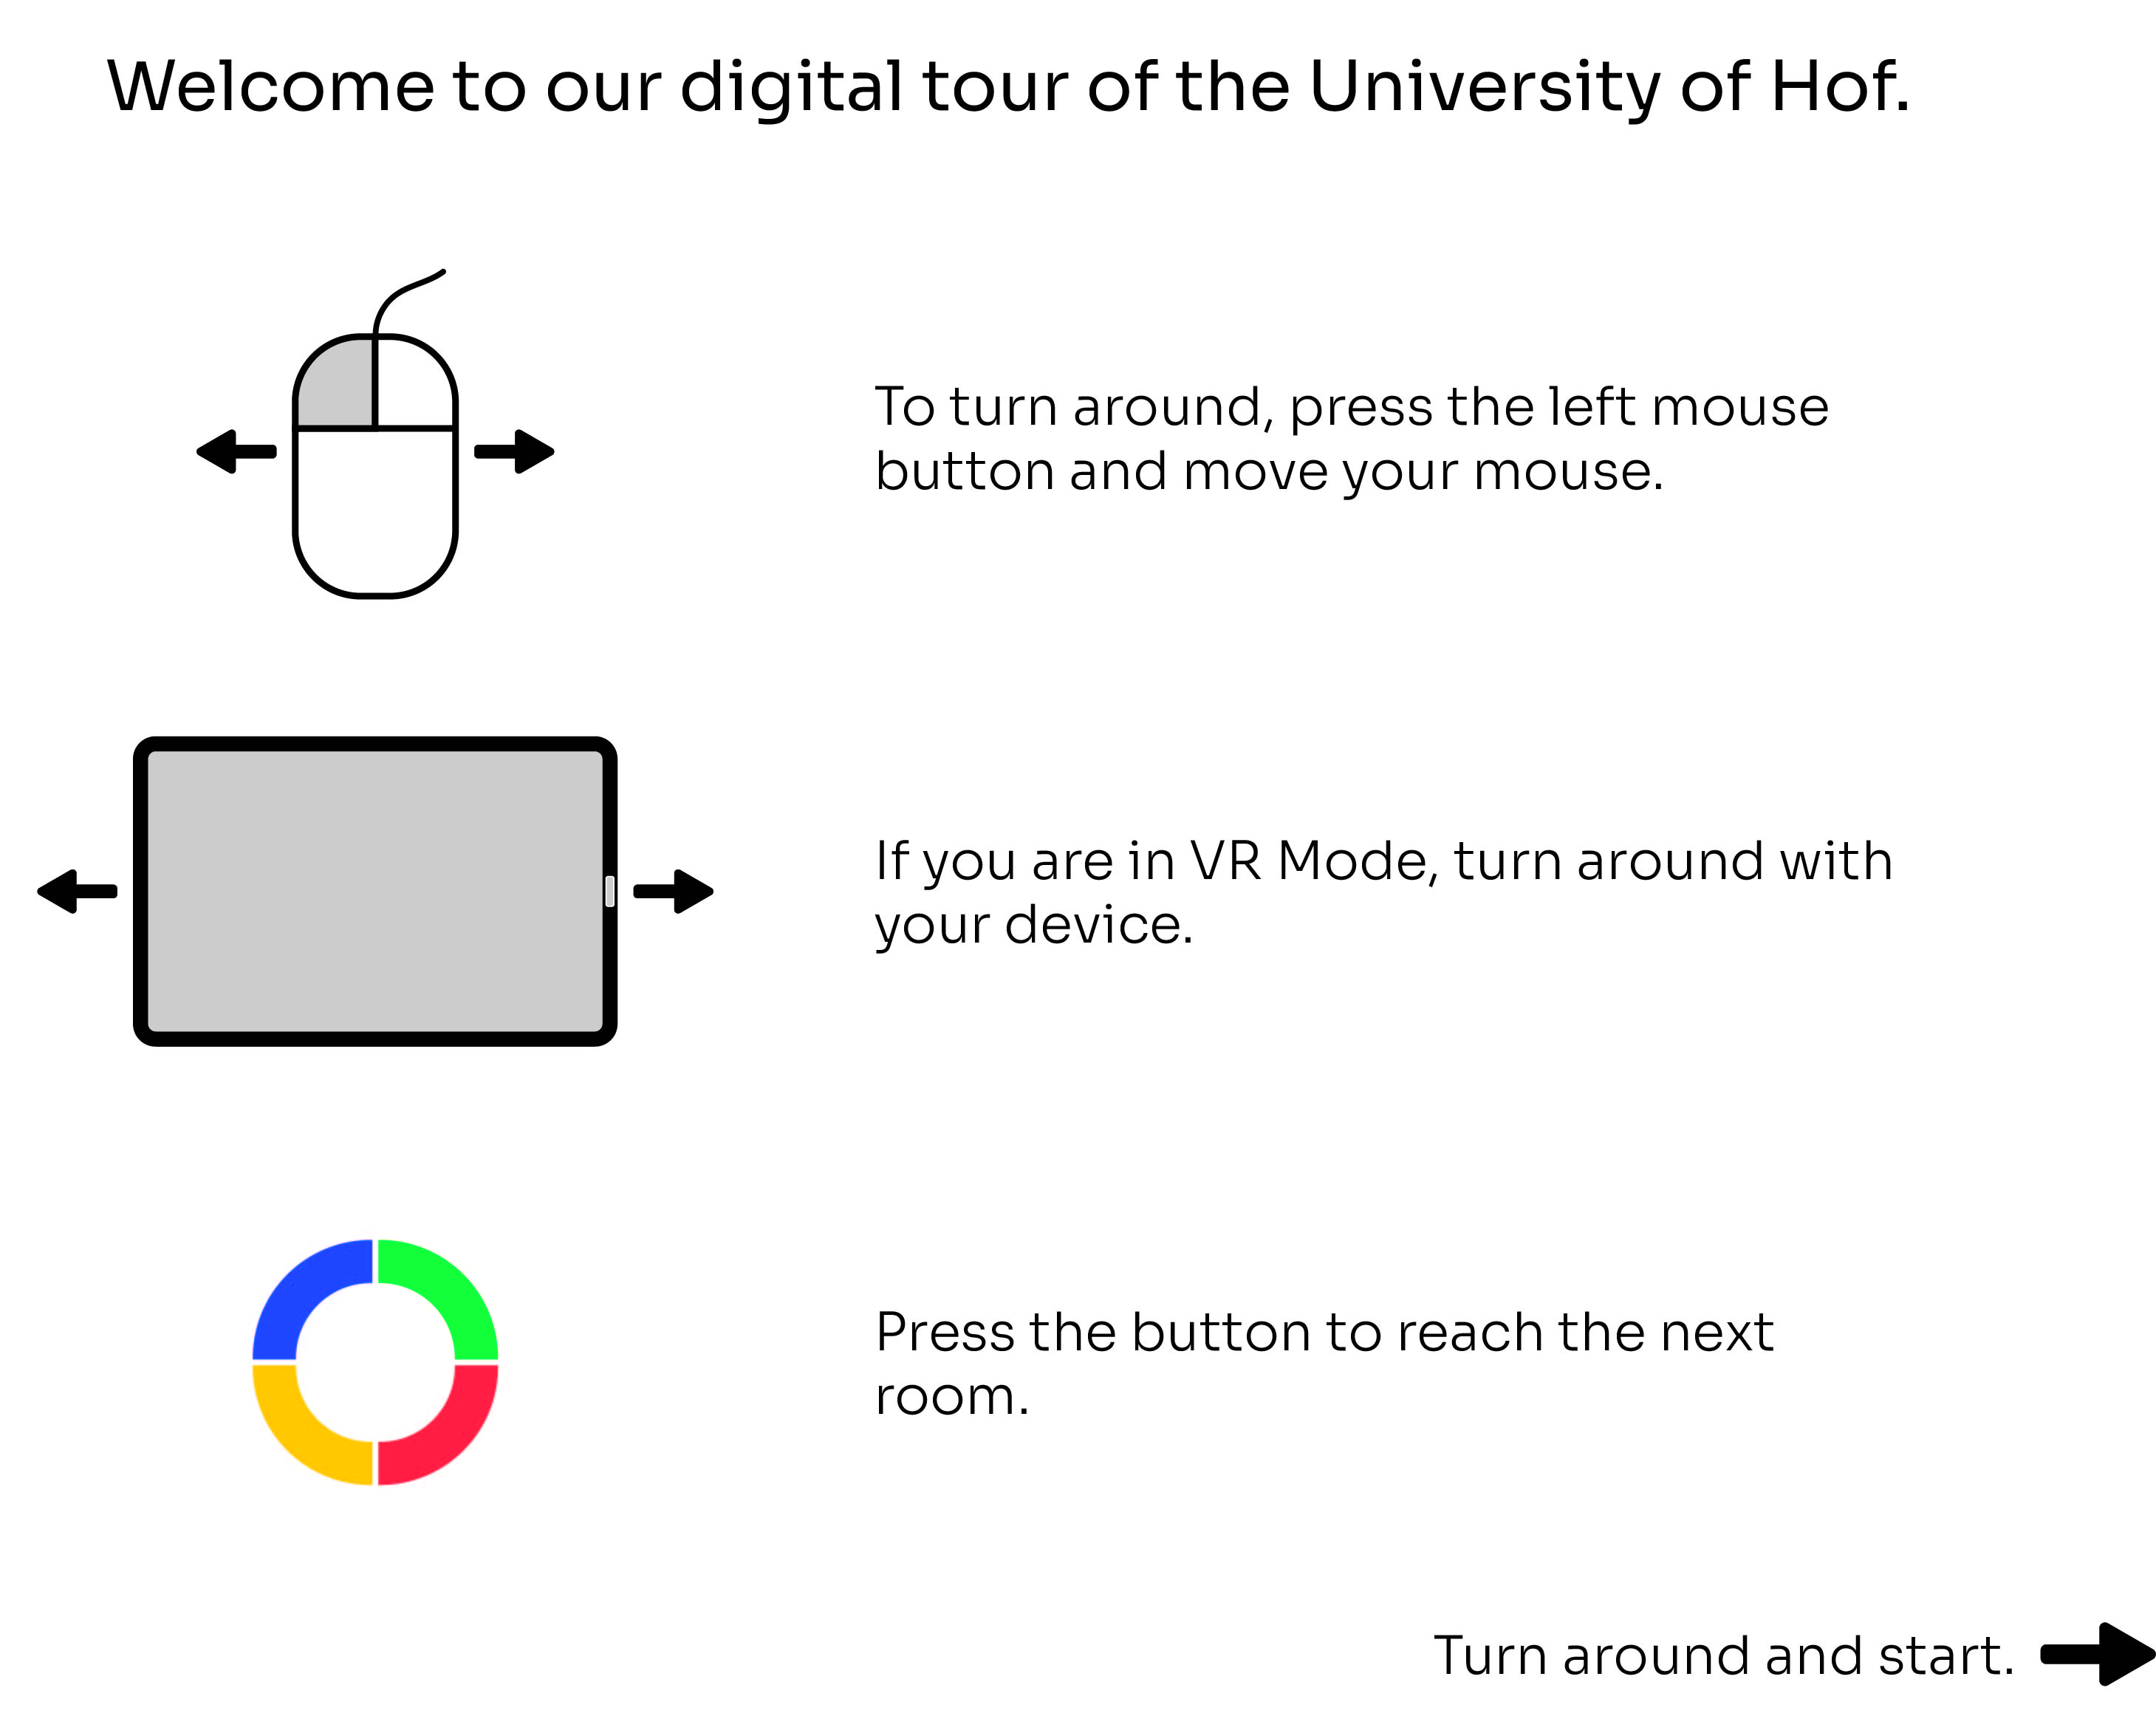 Welcome to our digital tour of the University of Hof.
To turn around, press the left mouse
button and move your mouse.
If you are in VR Mode, turn around with
your device.
Press the button to reach the next
room.
Turn around and start.